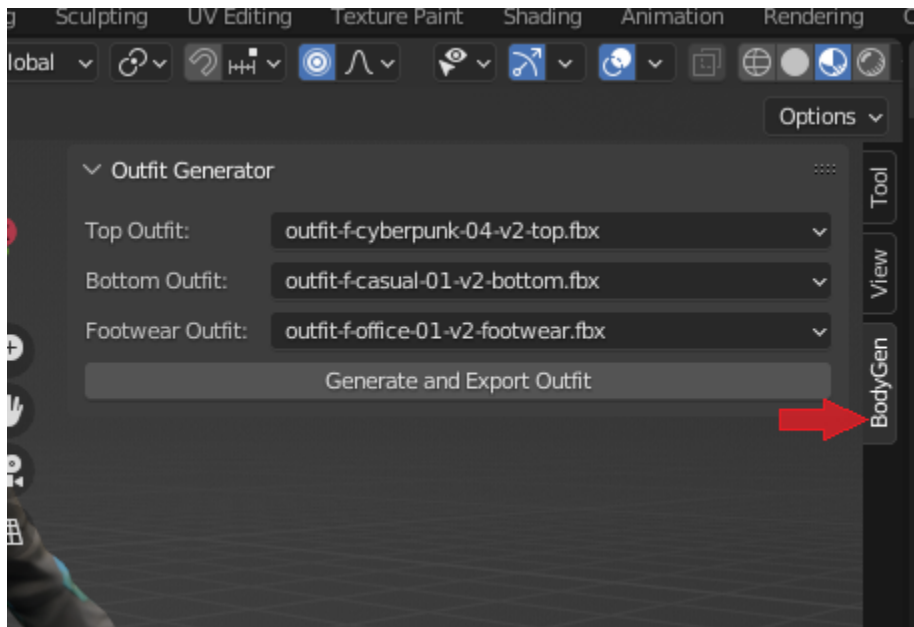 Sculpting UV Editing Texture Paint Shading Animation Rendering
Options
Outfit Generator
Tool
Top Outfit: outfit-f-cyberpunk-04-v2-top.fbx
View
Bottom Outfit: outfit-f-casual-01-v2-bottom.fbx
Footwear Outfit: outfit-f-office-01-v2-footwear.fbx
BodyGen
Generate and Export Outfit